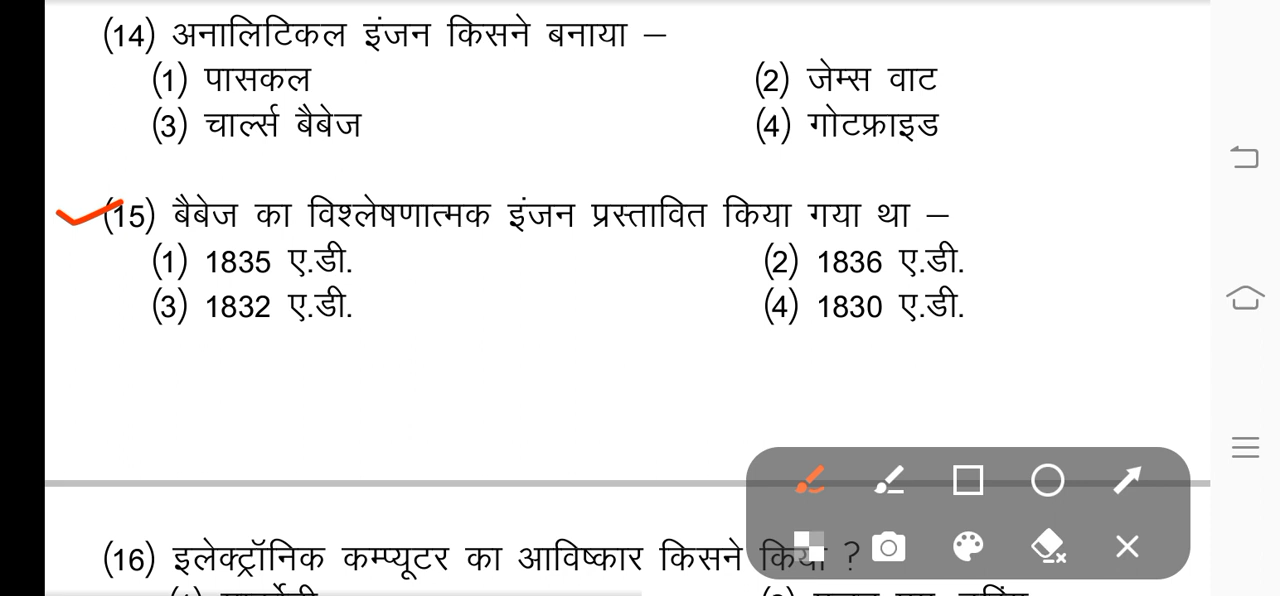 (14) अनालिटिकल इंजन किसने बनाया –
(1) पासकल (2) जेम्स वाट
(3) चार्ल्स बैबेज (4) गोटफ्राइड
(15) बैबेज का विश्लेषणात्मक इंजन प्रस्तावित किया गया था –
(1) 1835 ए.डी. (2) 1836 ए.डी.
(3) 1832 ए.डी. (4) 1830 ए.डी.
(16) इलेक्ट्रॉनिक कम्प्यूटर का आविष्कार किसने किया ?